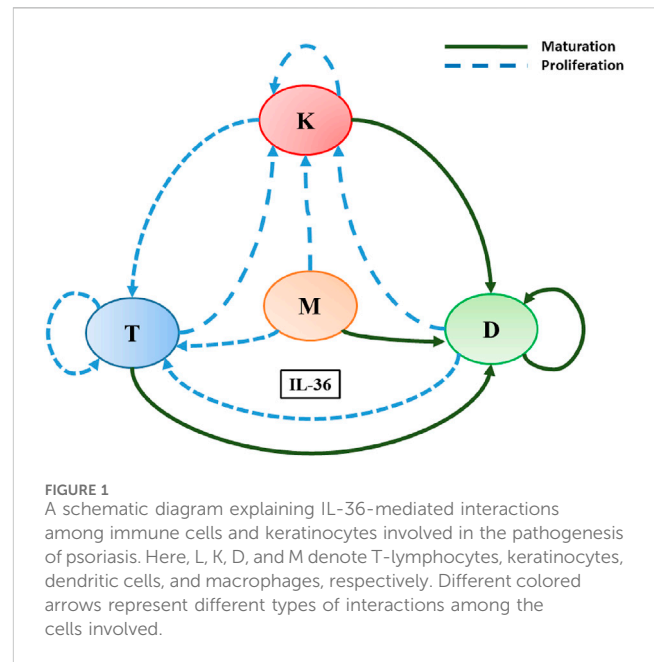 Maturation
Proliferation
K
T
M
D
IL-36
FIGURE 1
A schematic diagram explaining IL-36-mediated interactions
among immune cells and keratinocytes involved in the pathogenesis
of psoriasis. Here, L, K, D, and M denote T-lymphocytes, keratinocytes,
dendritic cells, and macrophages, respectively. Different colored
arrows represent different types of interactions among the
cells involved.